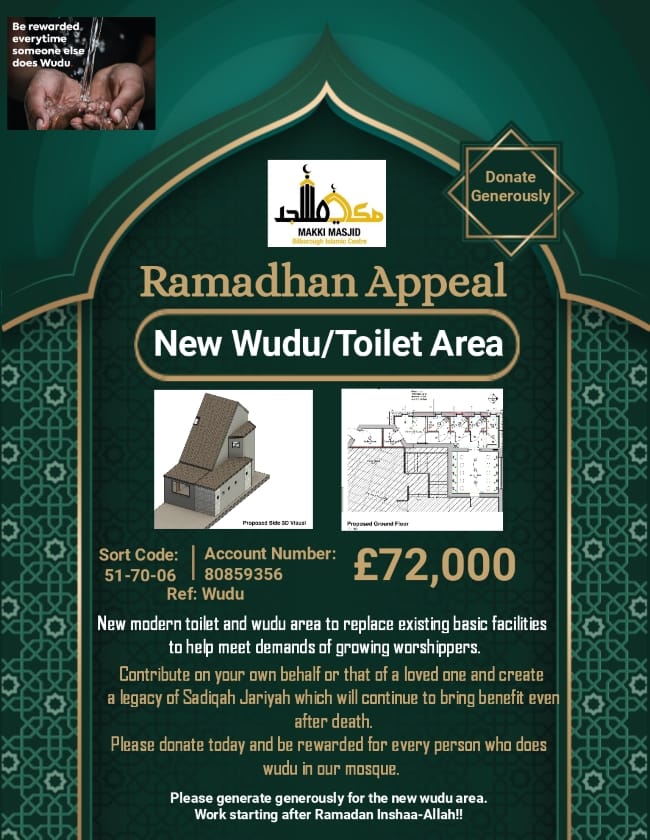 Be rewarded
everytime
someone else
does Wudu
Donate
Generously
مكي مسجد
MAKKI MASJID
Bilborough Islamic Centre
Ramadhan Appeal
New Wudu/Toilet Area
Proposed Side 3D Visual
Proposed Ground Floor
Sort Code:
51-70-06
Account Number:
80859356
Ref: Wudu
£72,000
New modern toilet and wudu area to replace existing basic facilities
to help meet demands of growing worshippers.
Contribute on your own behalf or that of a loved one and create
a legacy of Sadiqah Jariyah which will continue to bring benefit even
after death.
Please donate today and be rewarded for every person who does
wudu in our mosque.
Please generate generously for the new wudu area.
Work starting after Ramadan Inshaa-Allah!!